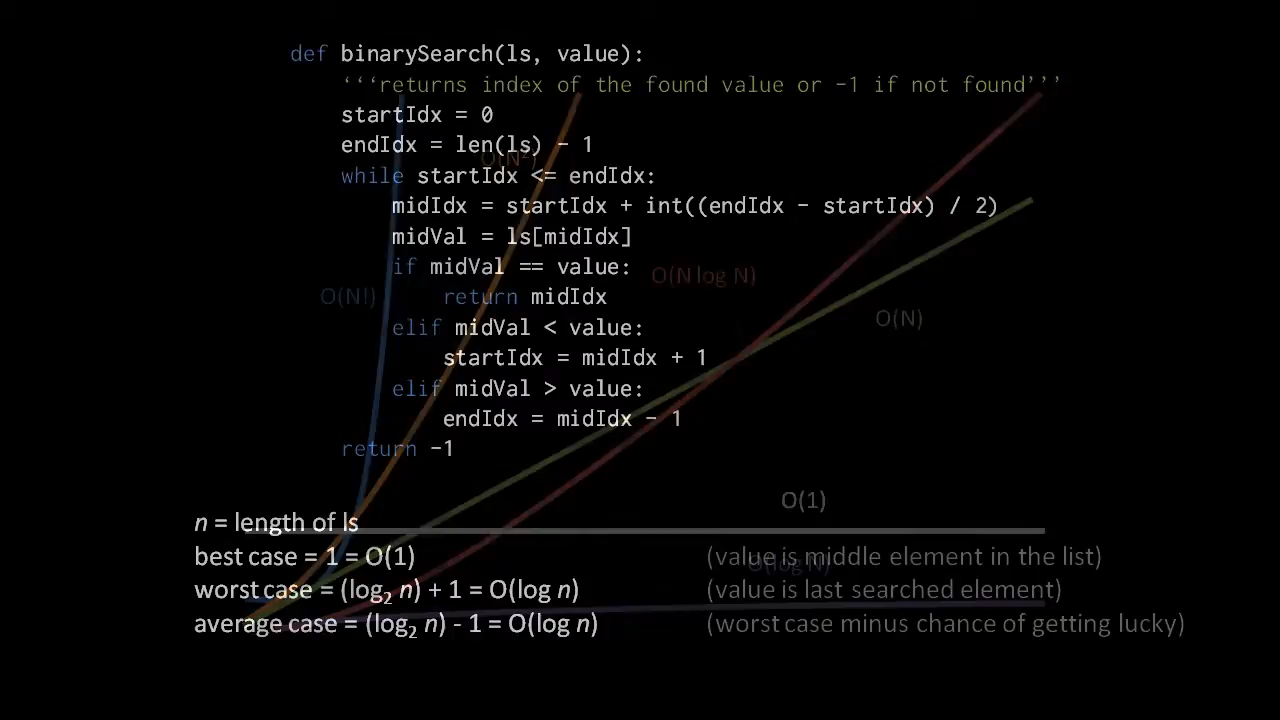 def binarySearch(ls, value):
‘‘‘returns index of the found value or -1 if not found’’’
startIdx = 0
endIdx = len(ls) - 1
O(N²)
while startIdx <= endIdx:
midIdx = startIdx + int((endIdx - startIdx) / 2)
midVal = ls[midIdx]
if midVal == value:
O(N log N)
return midIdx
O(N!)
O(N)
elif midVal < value:
startIdx = midIdx + 1
elif midVal > value:
endIdx = midIdx - 1
return -1
O(1)
n = length of ls
best case = 1 = O(1) (value is middle element in the list)
O(log N)
worst case = (log₂ n) + 1 = O(log n) (value is last searched element)
average case = (log₂ n) - 1 = O(log n) (worst case minus chance of getting lucky)